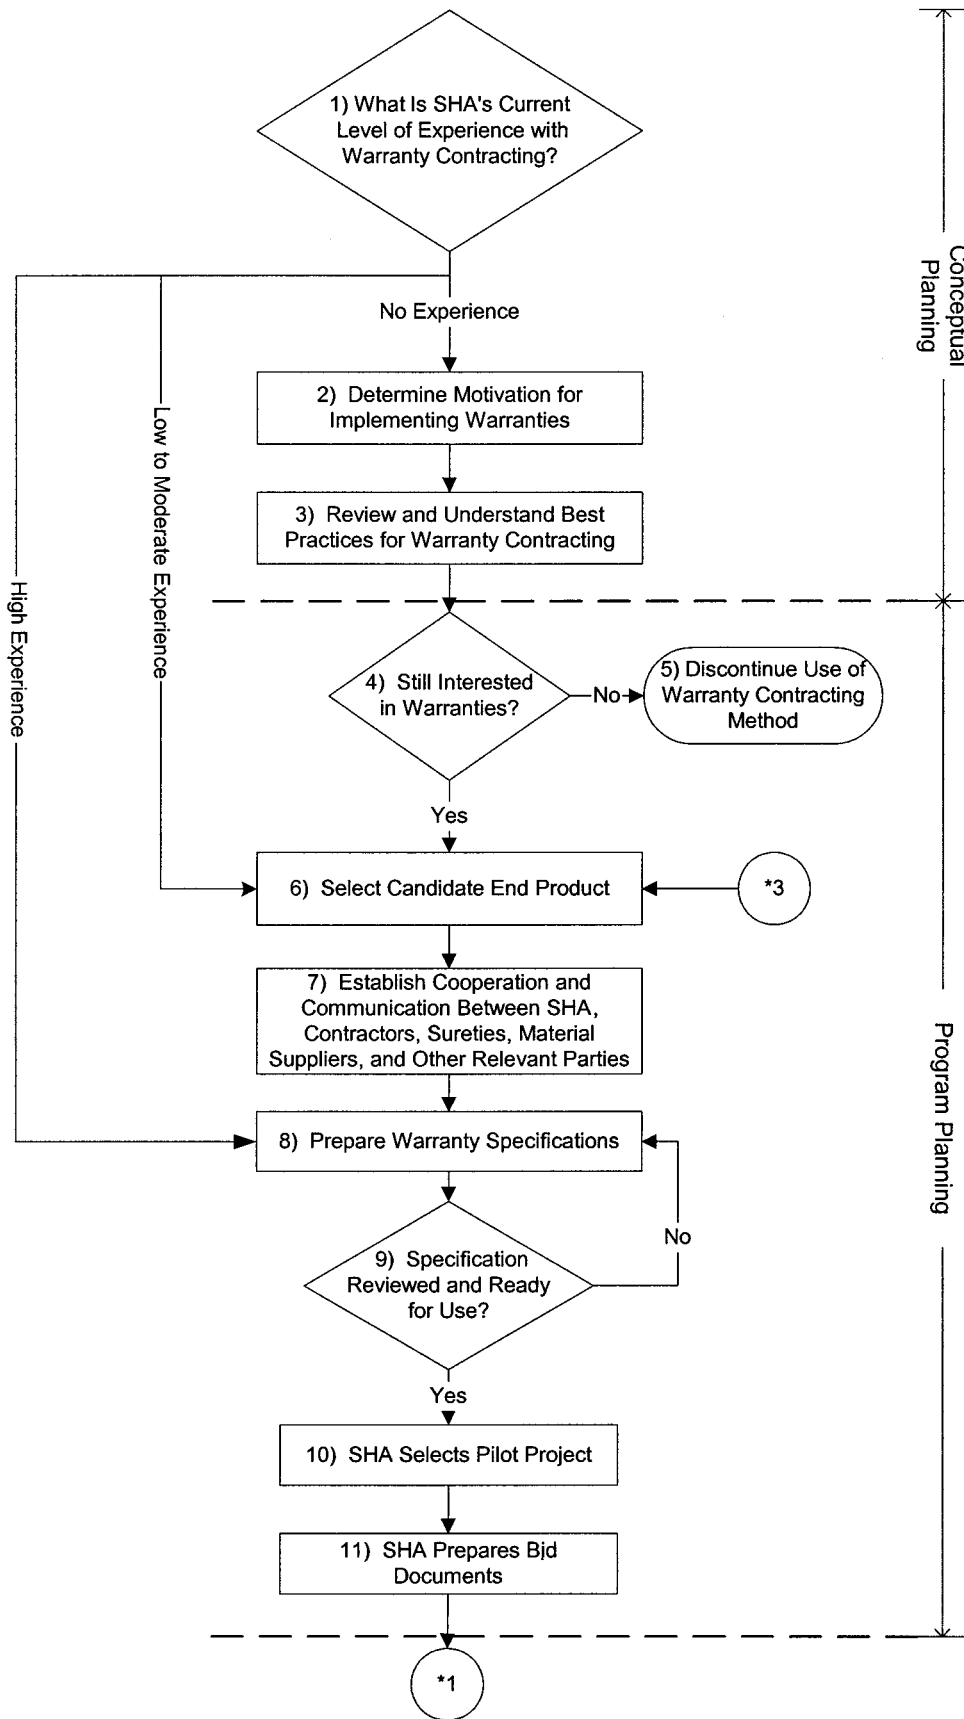 1) What Is SHA's Current
Level of Experience with
Warranty Contracting?
Conceptual
Planning
No Experience
2) Determine Motivation for
Implementing Warranties
Low to Moderate Experience
3) Review and Understand Best
Practices for Warranty Contracting
High Experience
4) Still Interested
in Warranties?
No
5) Discontinue Use of
Warranty Contracting
Method
Yes
6) Select Candidate End Product
*3
7) Establish Cooperation and
Communication Between SHA,
Contractors, Sureties, Material
Suppliers, and Other Relevant Parties
Program Planning
8) Prepare Warranty Specifications
No
9) Specification
Reviewed and Ready
for Use?
Yes
10) SHA Selects Pilot Project
11) SHA Prepares Bid
Documents
*1